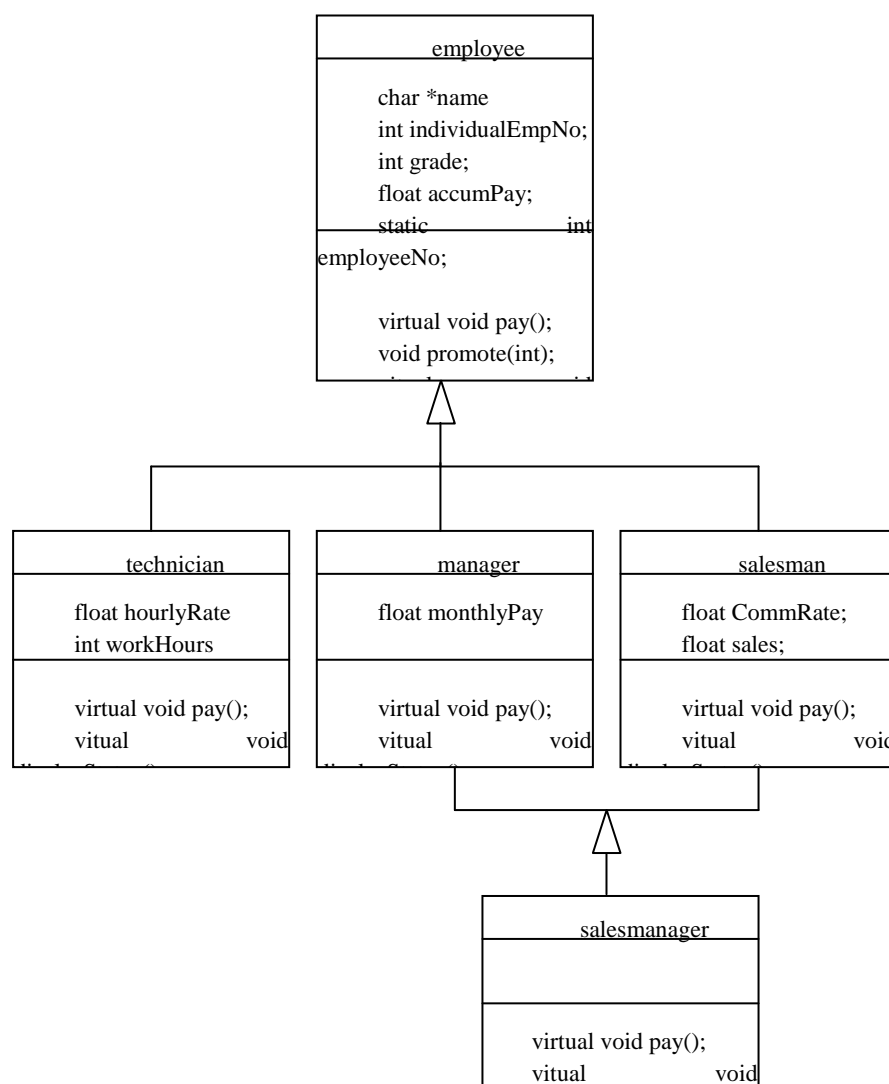 employee
char *name
int individualEmpNo;
int grade;
float accumPay;
static int
employeeNo;
virtual void pay();
void promote(int);
technician
float hourlyRate
int workHours
virtual void pay();
vitual void
manager
float monthlyPay
virtual void pay();
vitual void
salesman
float CommRate;
float sales;
virtual void pay();
vitual void
salesmanager
virtual void pay();
vitual void